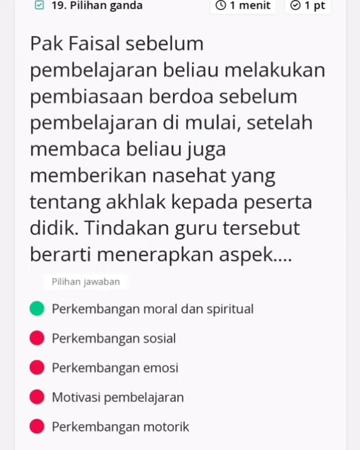 19. Pilihan ganda
1 menit
1 pt
Pak Faisal sebelum
pembelajaran beliau melakukan
pembiasaan berdoa sebelum
pembelajaran di mulai, setelah
membaca beliau juga
memberikan nasehat yang
tentang akhlak kepada peserta
didik. Tindakan guru tersebut
berarti menerapkan aspek....
Pilihan jawaban
Perkembangan moral dan spiritual
Perkembangan sosial
Perkembangan emosi
Motivasi pembelajaran
Perkembangan motorik